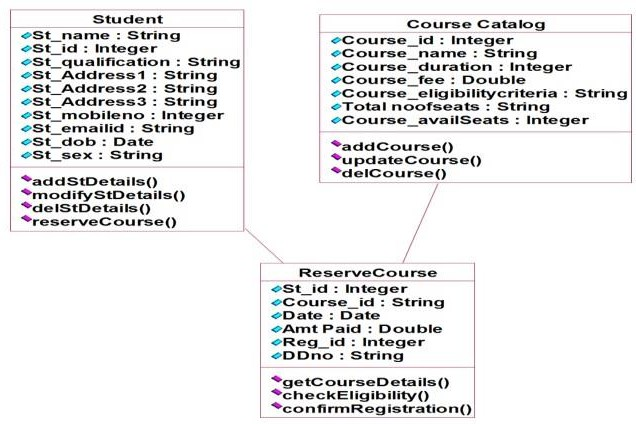 Student
St_name : String
St_id : Integer
St_qualification : String
St_Address1 : String
St_Address2 : String
St_Address3 : String
St_mobileno : Integer
St_emailid : String
St_dob : Date
St_sex : String
addStDetails()
modifyStDetails()
delStDetails()
reserveCourse()
Course Catalog
Course_id : Integer
Course_name : String
Course_duration : Integer
Course_fee : Double
Course_eligibilitycriteria : String
Total noofseats : String
Course_availSeats : Integer
addCourse()
updateCourse()
delCourse()
ReserveCourse
St_id : Integer
Course_id : String
Date : Date
Amt Paid : Double
Reg_id : Integer
DDno : String
getCourseDetails()
checkEligibility()
confirmRegistration()